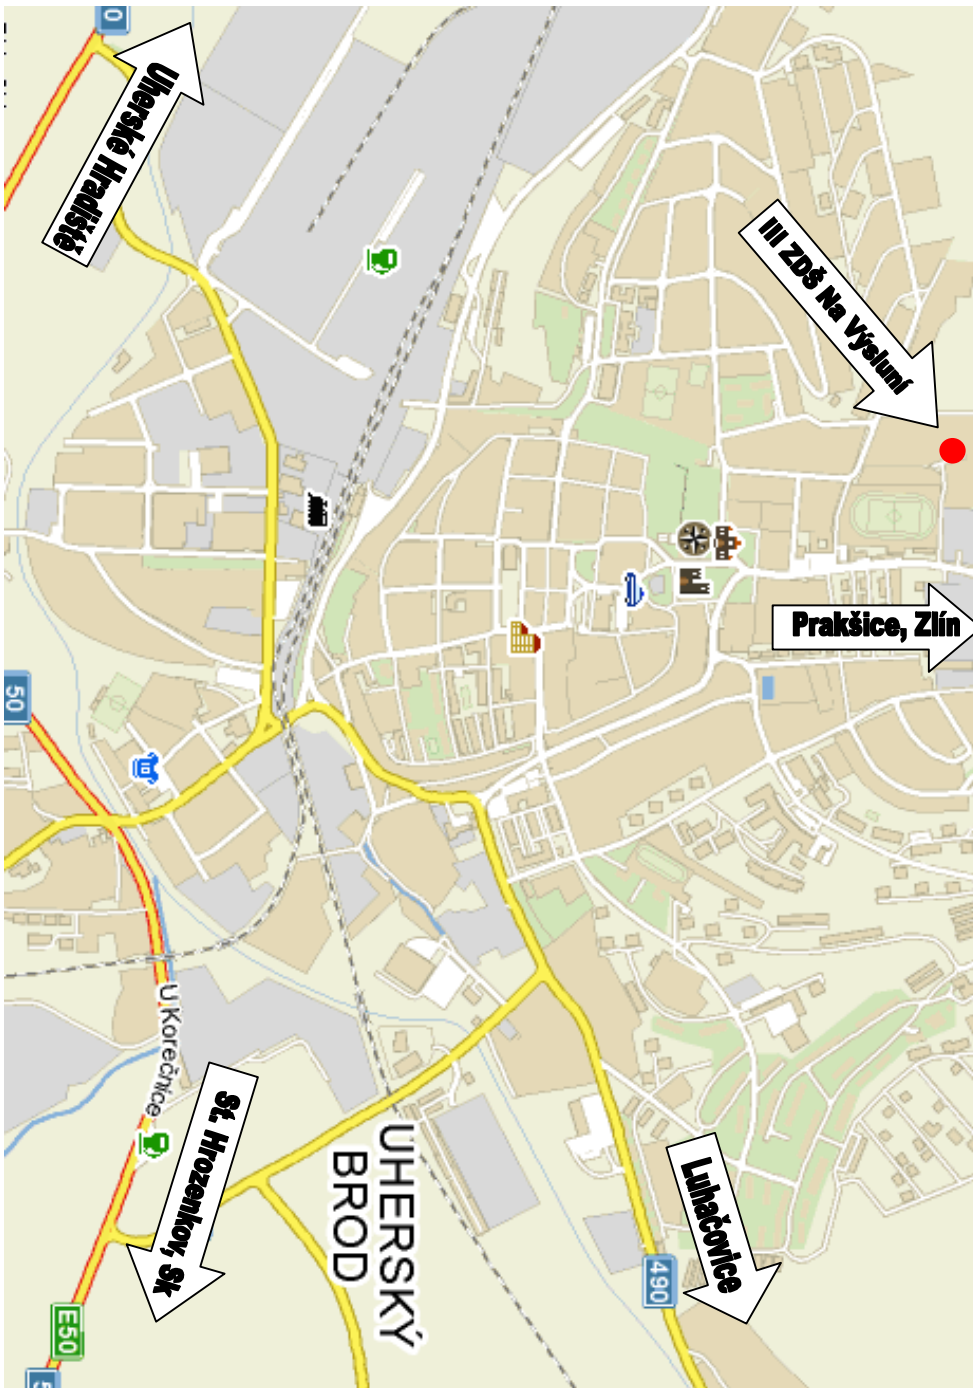 Uherské Hradiště
III ZDŠ Na Výsluní
Prakšice, Zlín
50
U Korečnice
St. Hrozenkov, Sk
UHERSKÝ
BROD
Luhačovice
490
E50